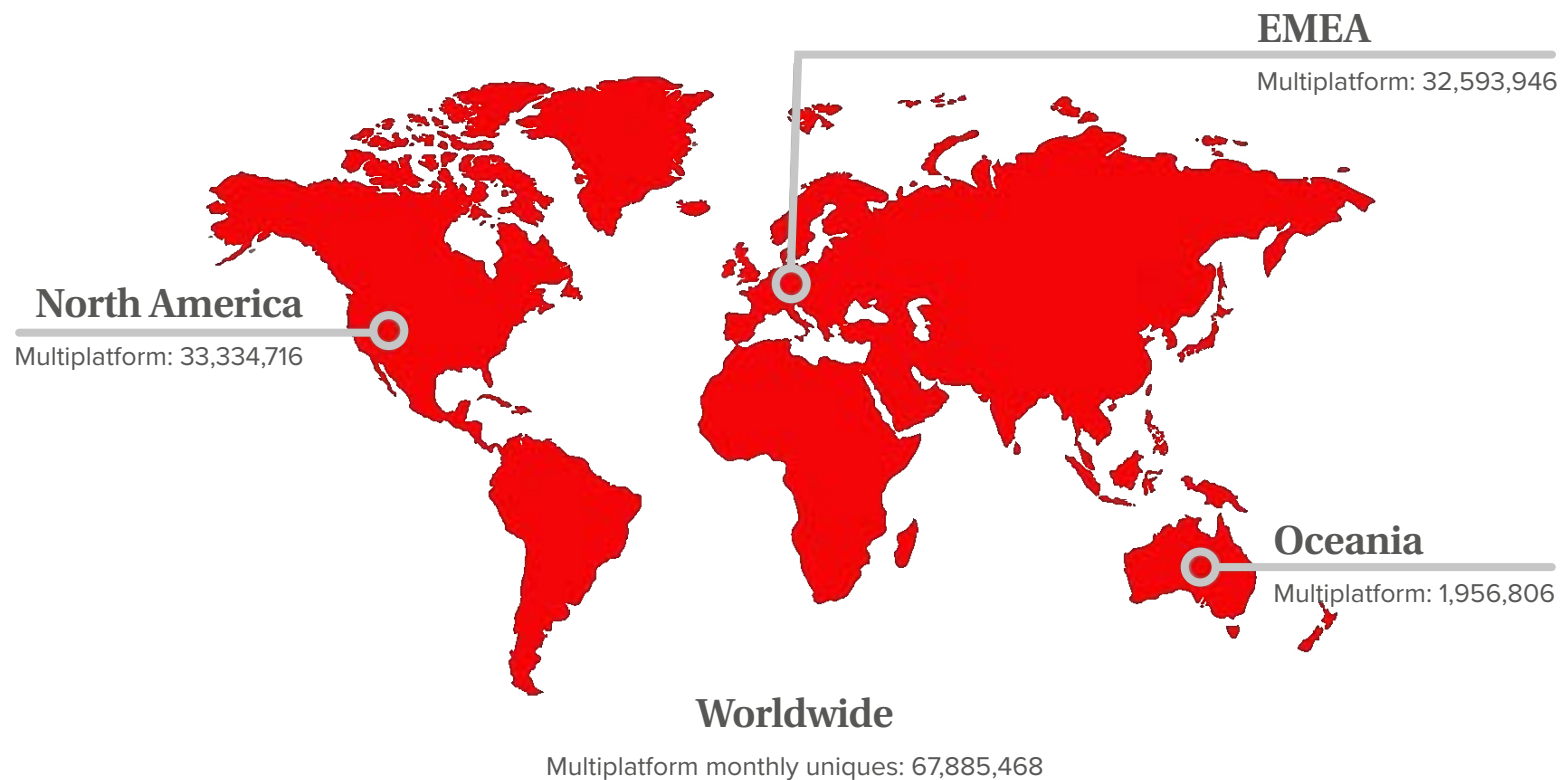 EMEA
Multiplatform: 32,593,946
North America
Multiplatform: 33,334,716
Oceania
Multiplatform: 1,956,806
Worldwide
Multiplatform monthly uniques: 67,885,468